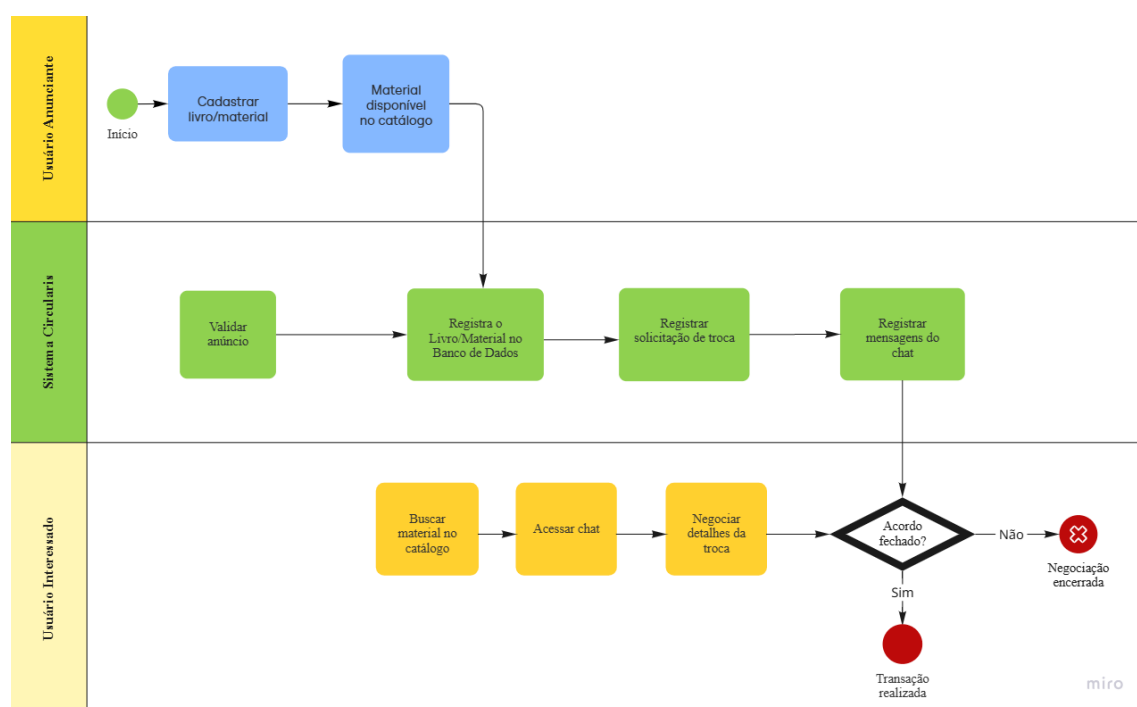 Usuário Anunciante
Início
Cadastrar
livro/material
Material
disponível
no catálogo
Sistema Circularis
Validar
anúncio
Registra o
Livro/Material no
Banco de Dados
Registrar
solicitação de troca
Registrar
mensagens do
chat
Usuário Interessado
Buscar
material no
catálogo
Acessar chat
Negociar
detalhes da
troca
Acordo
fechado?
Não
Negociação
encerrada
Sim
Transação
realizada
miro